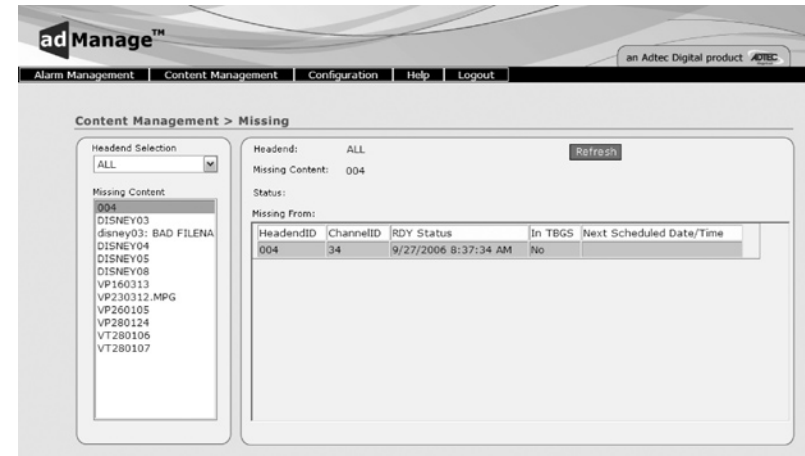 ad Manage™
an Adtec Digital product ADTEC
Alarm Management Content Management Configuration Help Logout
Content Management > Missing
Headend Selection
ALL
Missing Content
004
DISNEY03
disney03: BAD FILENA
DISNEY04
DISNEY05
DISNEY08
VP160313
VP230312.MPG
VP260105
VP280124
VT280106
VT280107
Headend: ALL
Refresh
Missing Content: 004
Status:
Missing From:
HeadendID ChannelID RDY Status In TBGS Next Scheduled Date/Time
004 34 9/27/2006 8:37:34 AM No